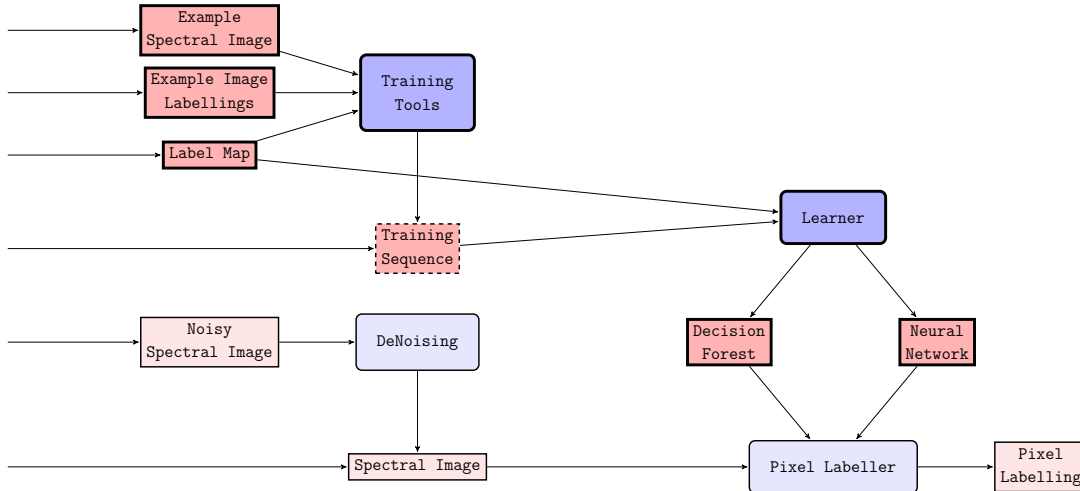 Example
Spectral Image
Example Image
Labellings
Training
Tools
Label Map
Learner
Training
Sequence
Noisy
Spectral Image
DeNoising
Decision
Forest
Neural
Network
Spectral Image
Pixel Labeller
Pixel
Labelling